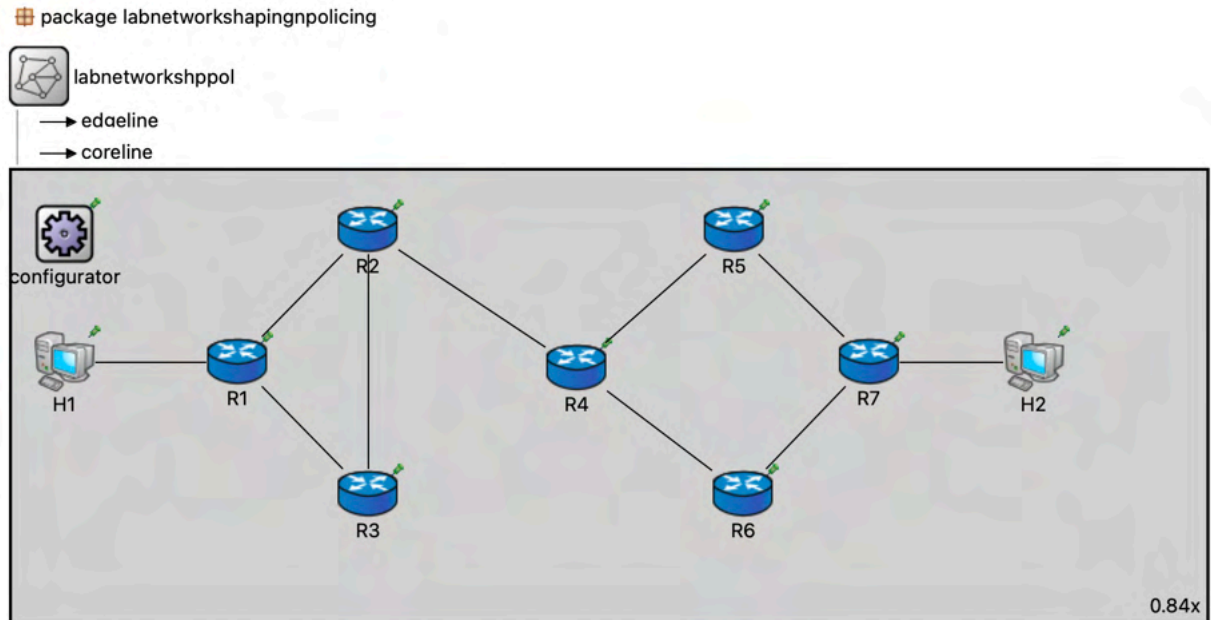 package labnetworkshapingnpolicing
labnetworkshppol
edgeline
coreline
R2
R5
configurator
H1
R1
R4
R7
H2
R3
R6
0.84x